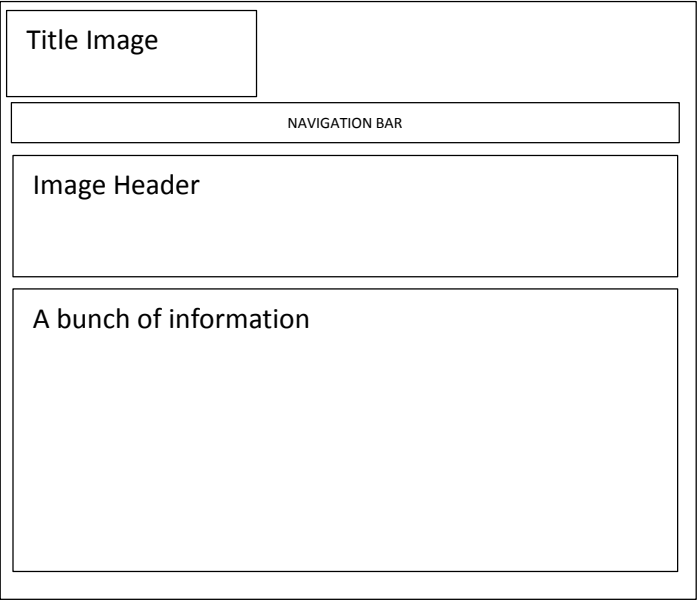 Title Image
NAVIGATION BAR
Image Header
A bunch of information